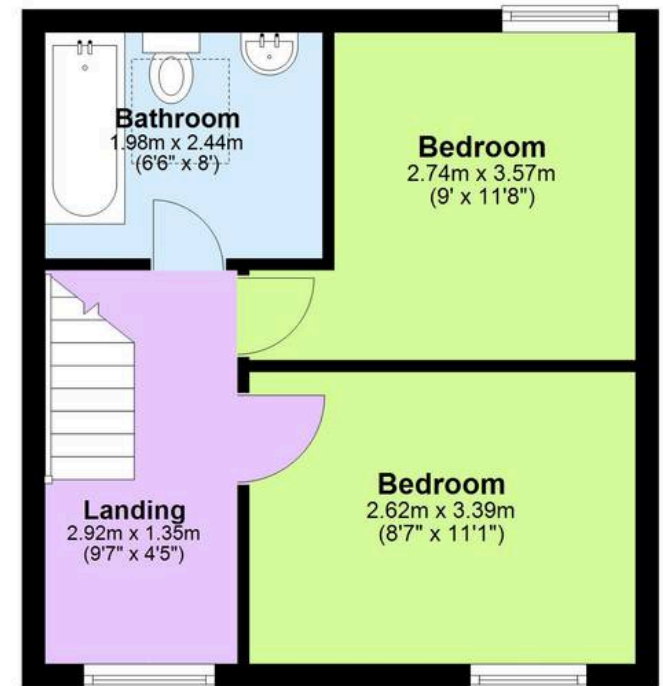 Bathroom
1.98m x 2.44m
(6'6" x 8')
Bedroom
2.74m x 3.57m
(9' x 11'8")
Bedroom
2.62m x 3.39m
(8'7" x 11'1")
Landing
2.92m x 1.35m
(9'7" x 4'5")